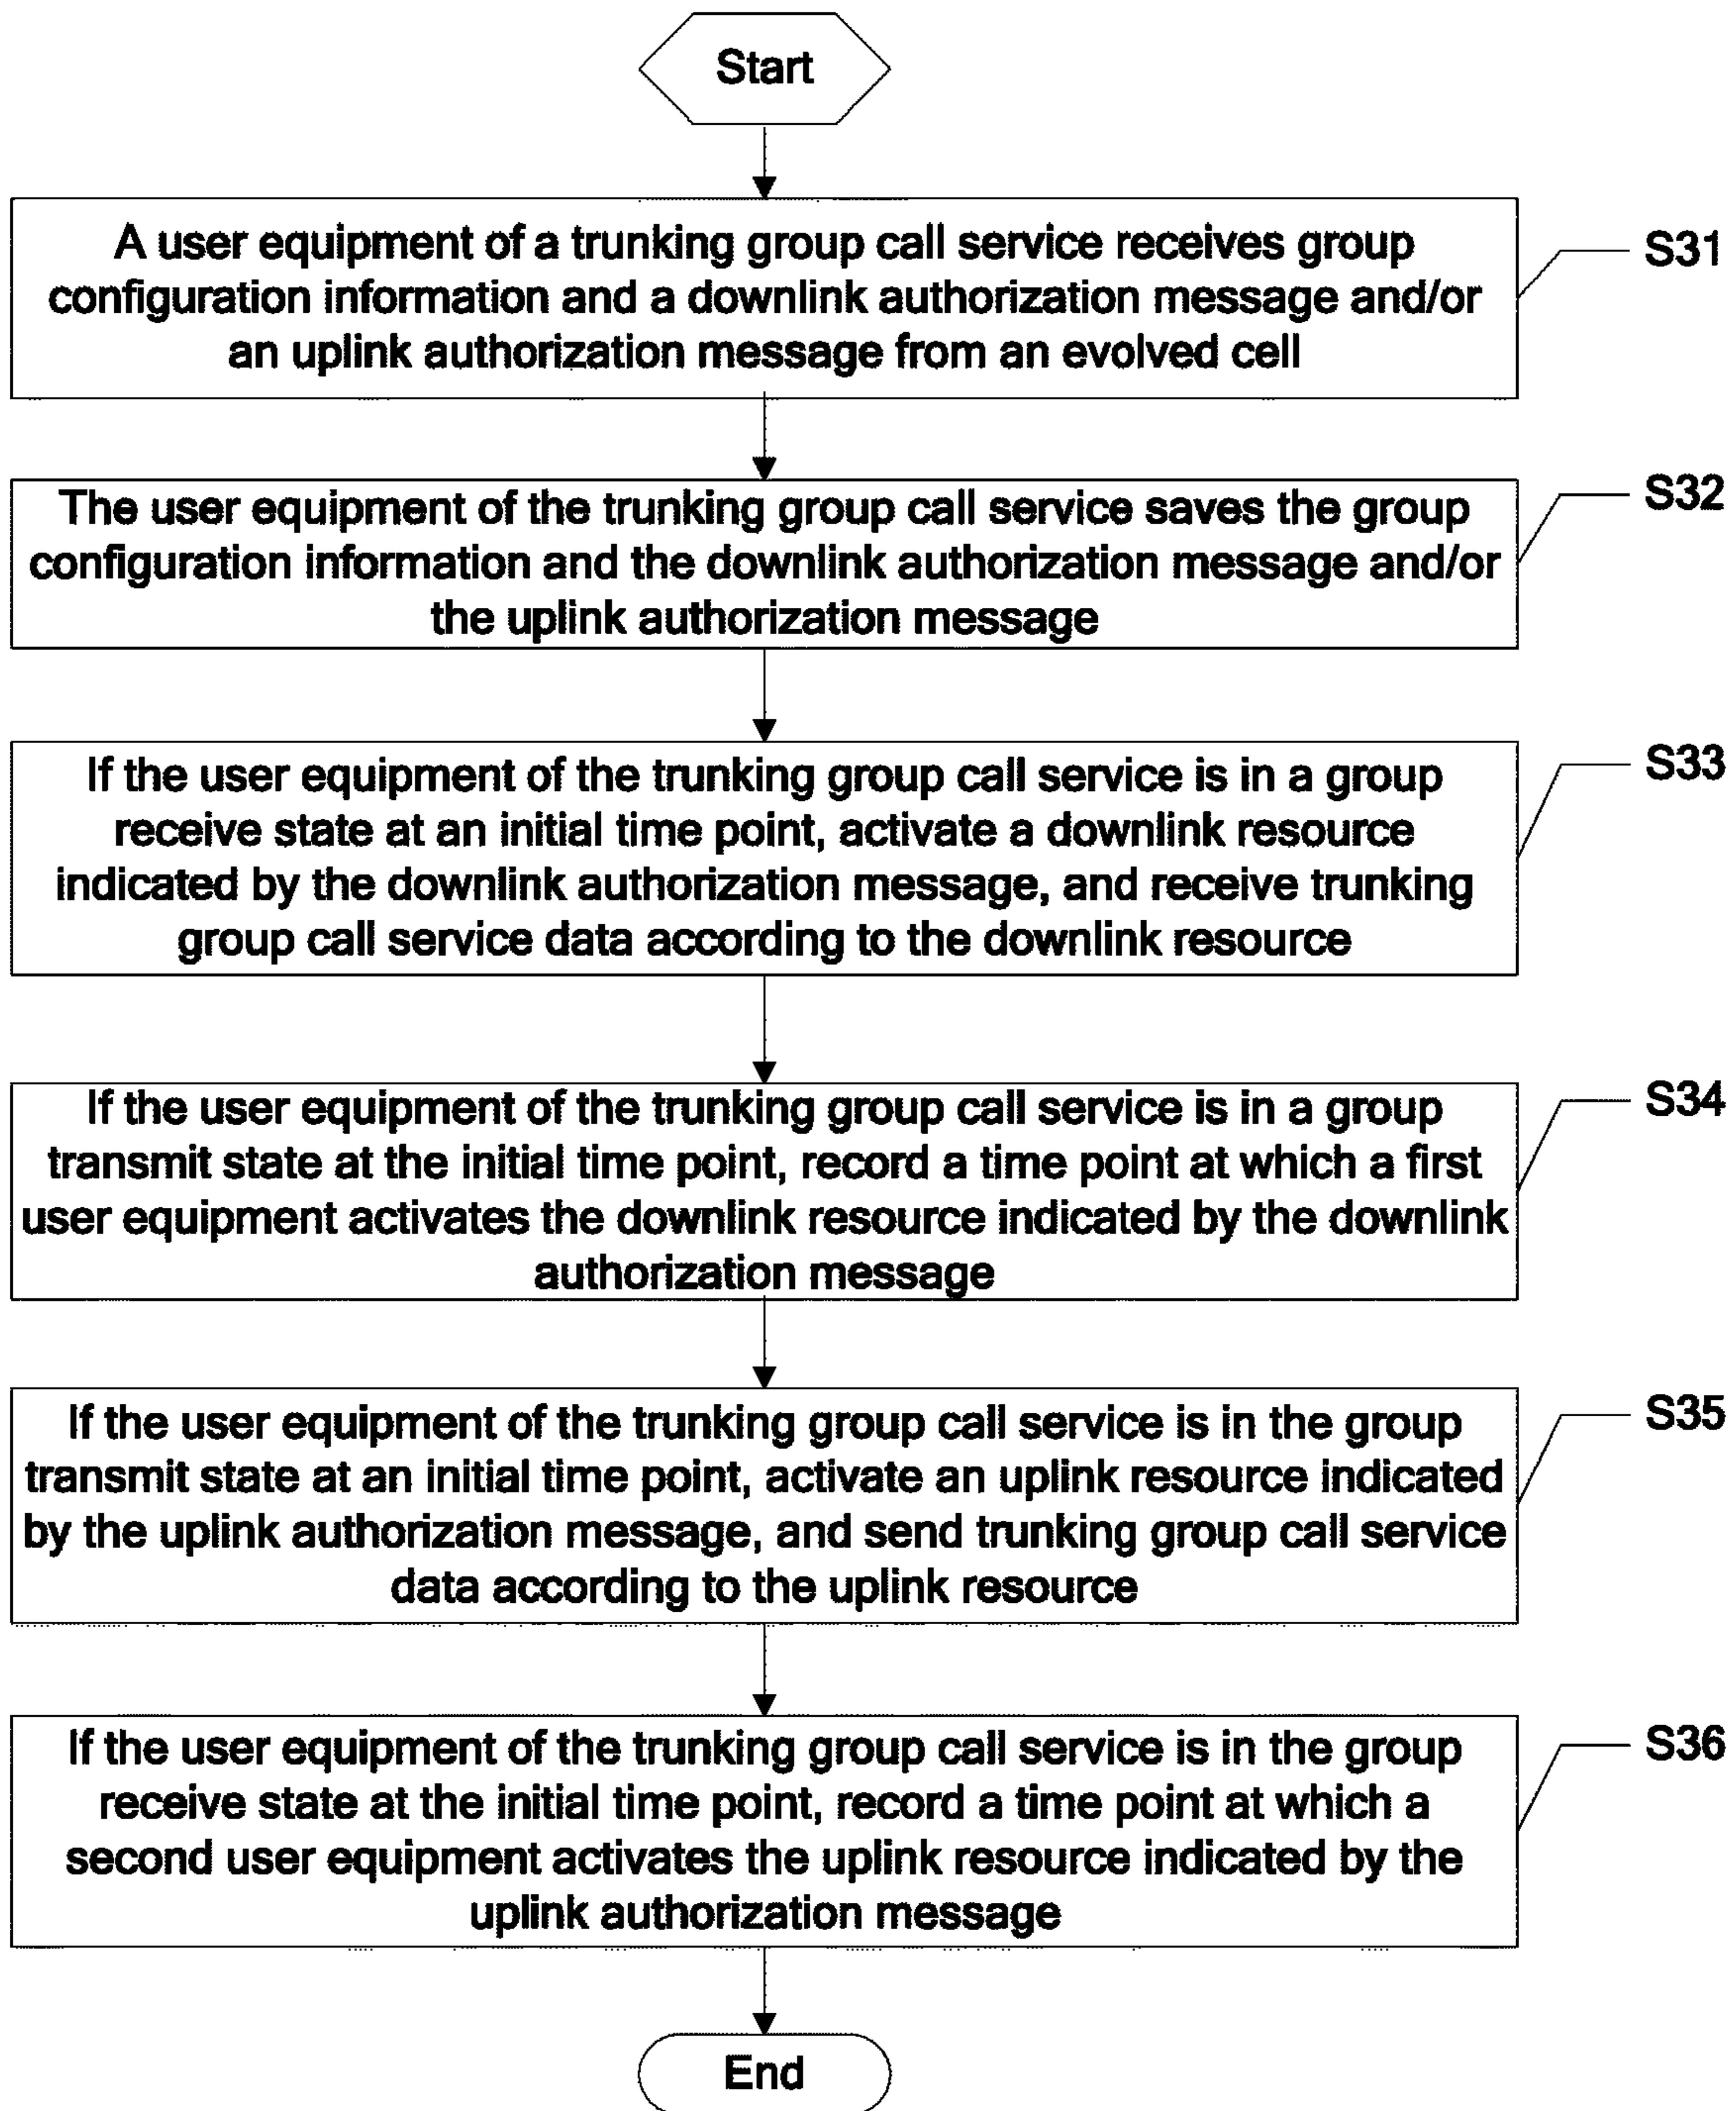 Start
A user equipment of a trunking group call service receives group
configuration information and a downlink authorization message and/or
an uplink authorization message from an evolved cell
S31
The user equipment of the trunking group call service saves the group
configuration information and the downlink authorization message and/or
the uplink authorization message
S32
If the user equipment of the trunking group call service is in a group
receive state at an initial time point, activate a downlink resource
indicated by the downlink authorization message, and receive trunking
group call service data according to the downlink resource
S33
If the user equipment of the trunking group call service is in a group
transmit state at the initial time point, record a time point at which a first
user equipment activates the downlink resource indicated by the downlink
authorization message
S34
If the user equipment of the trunking group call service is in the group
transmit state at an initial time point, activate an uplink resource indicated
by the uplink authorization message, and send trunking group call service
data according to the uplink resource
S35
If the user equipment of the trunking group call service is in the group
receive state at the initial time point, record a time point at which a
second user equipment activates the uplink resource indicated by the
uplink authorization message
S36
End